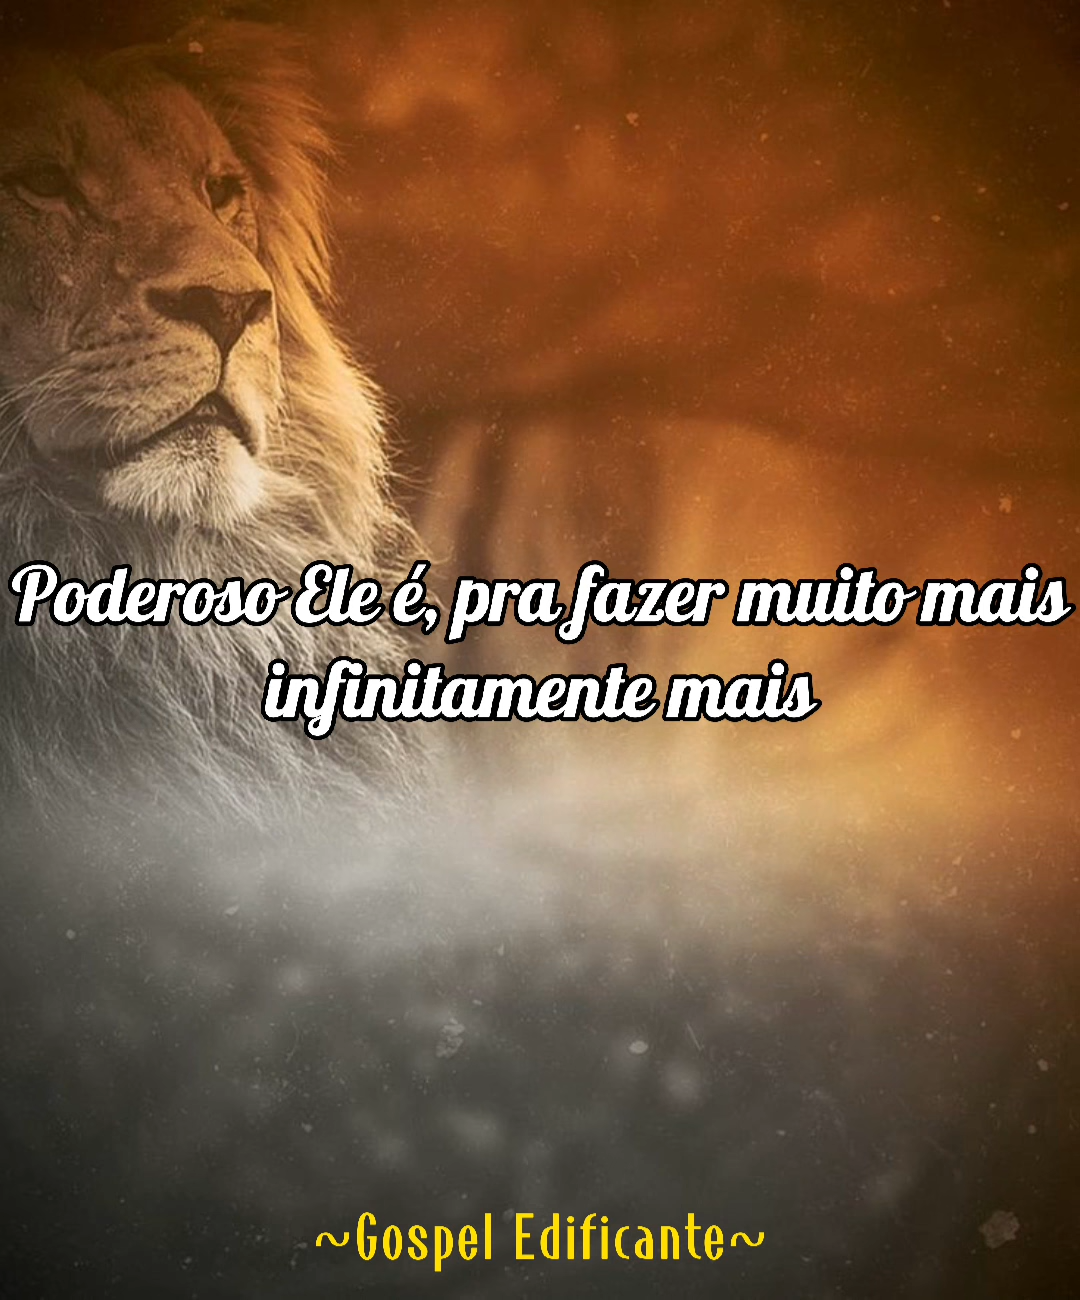 Poderoso Ele é, pra fazer muito mais
infinitamente mais
~Gospel Edificante~